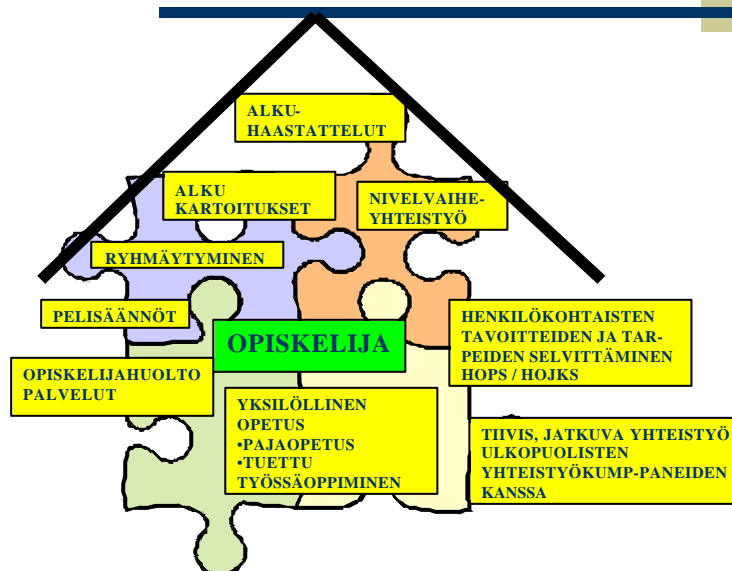 ALKU-
HAASTATTELUT
ALKU
KARTOITUKSET
NIVELVAIHE-
YHTEISTYÖ
RYHMÄYTYMINEN
PELISÄÄNNÖT
OPISKELIJA
HENKILÖKOHTAISTEN
TAVOITTEIDEN JA TAR-
PEIDEN SELVITTÄMINEN
HOPS / HOJKS
OPISKELIJAHUOLTO
PALVELUT
YKSILÖLLINEN
OPETUS
•PAJAOPETUS
•TUETTU
TYÖSSÄOPPIMINEN
TIIVIS, JATKUVA YHTEISTYÖ
ULKOPUOLISTEN
YHTEISTYÖKUMP-PANEIDEN
KANSSA